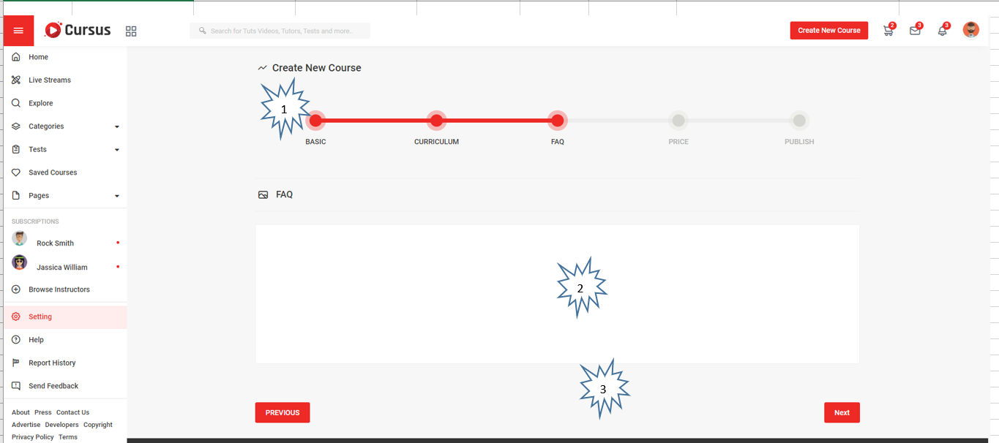 Cursus
Search for Tuts Videos, Tutors, Tests and more..
Create New Course
2
3
3
Home
Live Streams
Explore
Categories
Tests
Saved Courses
Pages
SUBSCRIPTIONS
Rock Smith
Jassica William
Browse Instructors
Setting
Help
Report History
Send Feedback
About Press Contact Us
Advertise Developers Copyright
Privacy Policy Terms
Create New Course
1
BASIC CURRICULUM FAQ PRICE PUBLISH
FAQ
2
3
PREVIOUS Next